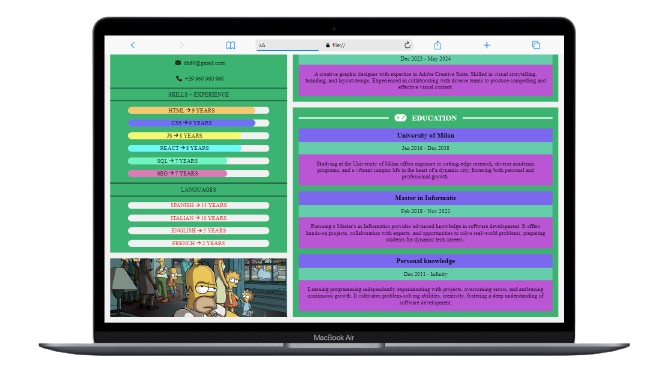 file://
dh80@gmail.com
+39 960 960 960
SKILLS + EXPERIENCE
HTML → 9 YEARS
CSS → 9 YEARS
JS → 8 YEARS
REACT → 8 YEARS
SQL → 7 YEARS
SEO → 7 YEARS
LANGUAGES
SPANISH → 15 YEARS
ITALIAN → 10 YEARS
ENGLISH → 5 YEARS
FRENCH → 2 YEARS
Dec 2023 - May 2024
A creative graphic designer with expertise in Adobe Creative Suite. Skilled in visual storytelling,
branding, and layout design. Experienced in collaborating with diverse teams to produce compelling and
effective visual content.
EDUCATION
University of Milan
Jan 2016 - Dec 2018
Studying at the University of Milan offers exposure to cutting-edge research, diverse academic
programs, and a vibrant campus life in the heart of a dynamic city, fostering both personal and
professional growth.
Master in Informatic
Feb 2018 - Nov 2021
Pursuing a Master's in Informatics provides advanced knowledge in software development. It offers
hands-on projects, collaboration with experts, and opportunities to solve real-world problems, preparing
students for dynamic tech careers.
Personal knowledge
Dec 2011 - Infinity
Learning programming independently experimentating with projects, overcoming errors, and embracing
continuous growth. It cultivates problem-solving abilities, creativity, fostering a deep understanding of
software development.
MacBook Air